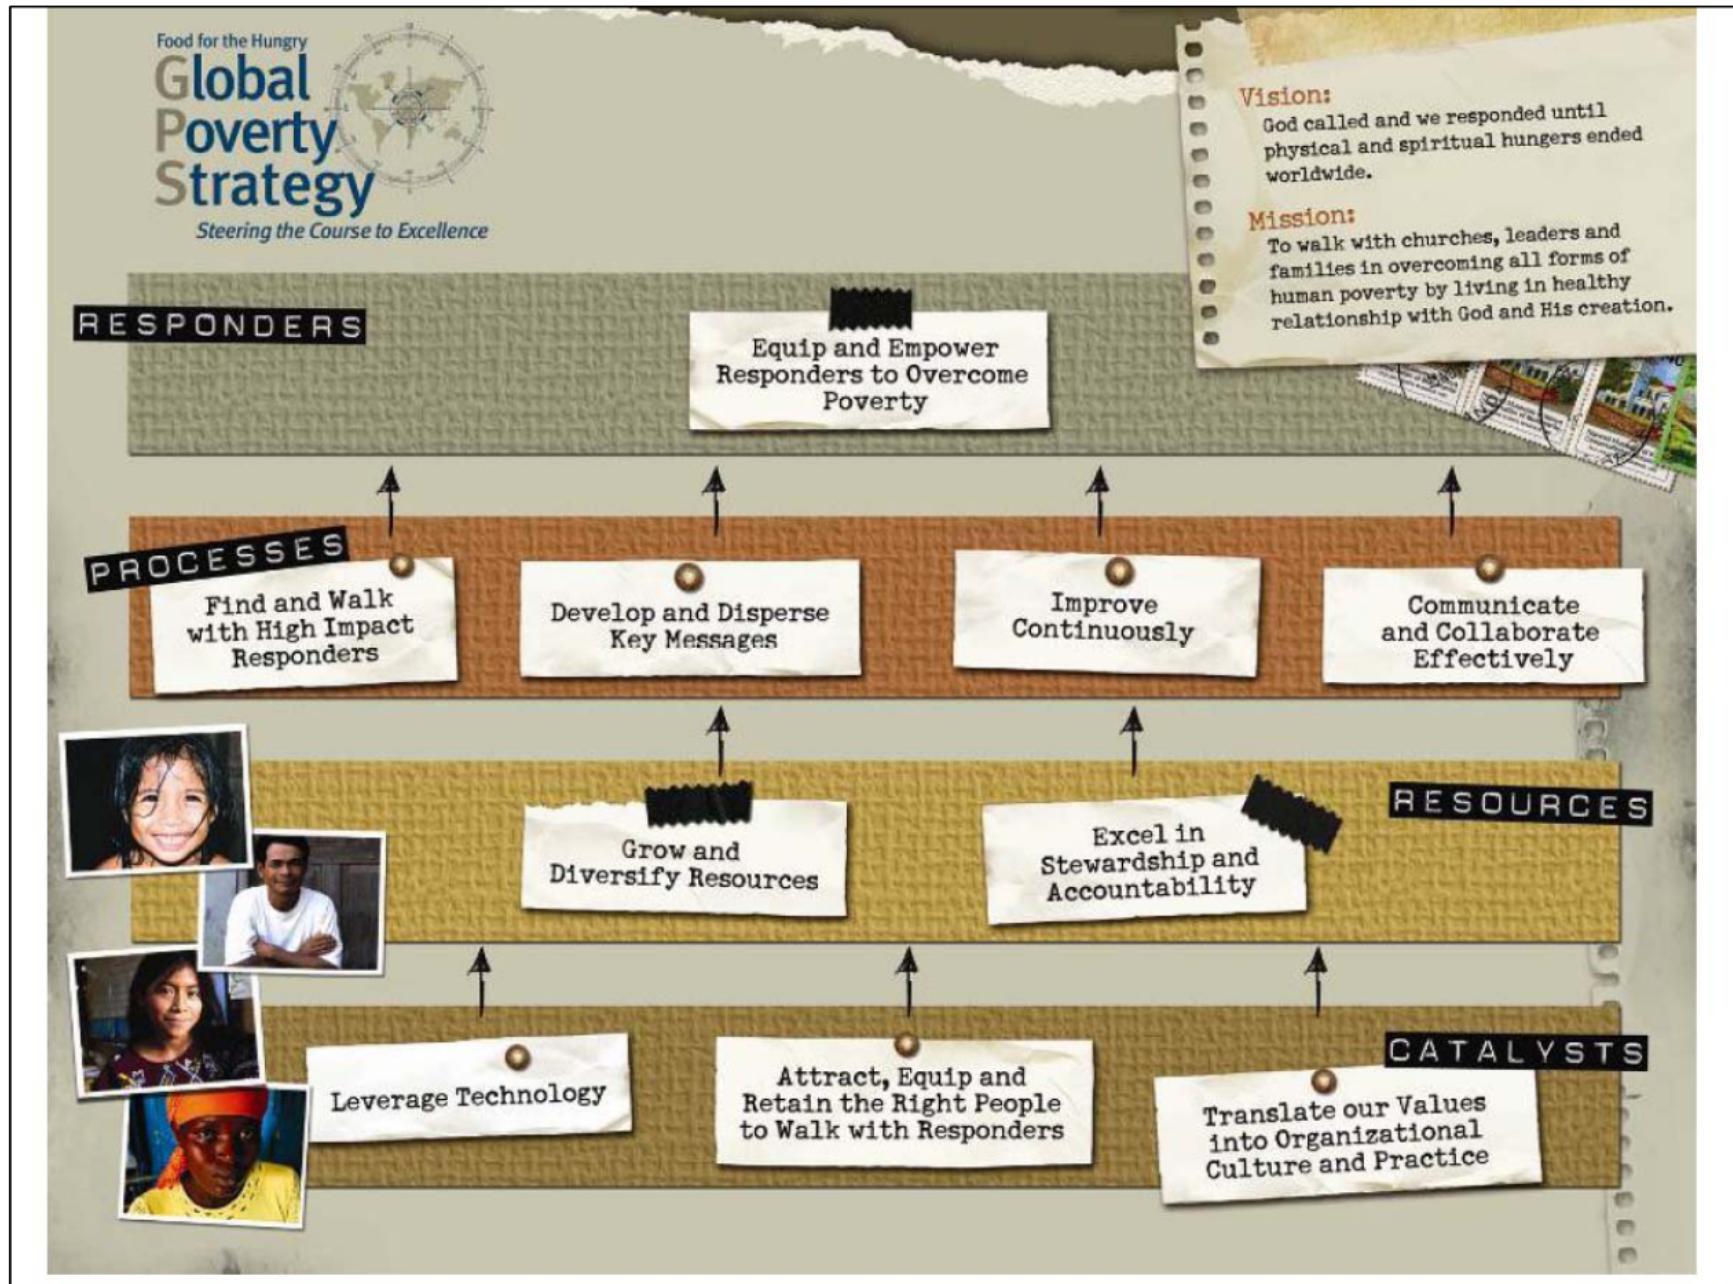 Food for the Hungry
Global
Poverty
Strategy
Steering the Course to Excellence
Vision:
God called and we responded until
physical and spiritual hungers ended
worldwide.
Mission:
To walk with churches, leaders and
families in overcoming all forms of
human poverty by living in healthy
relationship with God and His creation.
RESPONDERS
Equip and Empower
Responders to Overcome
Poverty
PROCESSES
Find and Walk
with High Impact
Responders
Develop and Disperse
Key Messages
Improve
Continuously
Communicate
and Collaborate
Effectively
RESOURCES
Grow and
Diversify Resources
Excel in
Stewardship and
Accountability
CATALYSTS
Leverage Technology
Attract, Equip and
Retain the Right People
to Walk with Responders
Translate our Values
into Organizational
Culture and Practice